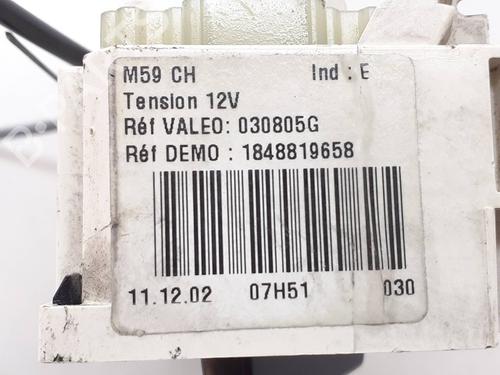 M59 CH Ind : E
Tension 12V
Réf VALEO: 030805G
Réf DEMO : 1848819658
11.12.02 07H51 030